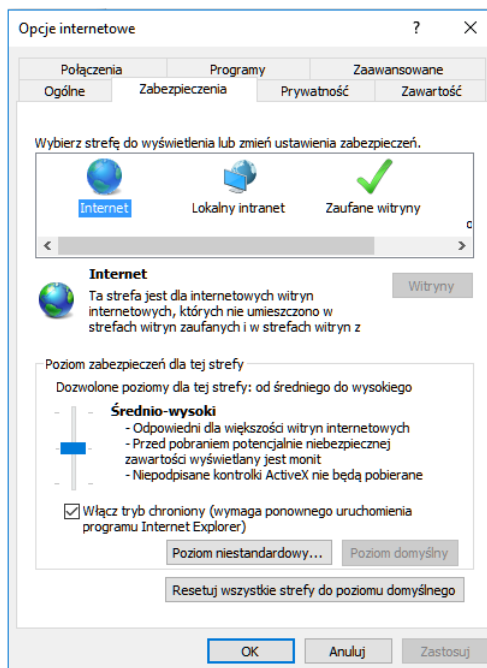 Opcje internetowe
?
Połączenia Programy Zaawansowane
Ogólne Zabezpieczenia Prywatność Zawartość
Wybierz strefę do wyświetlenia lub zmień ustawienia zabezpieczeń.
Internet Lokalny intranet Zaufane witryny
Internet
Witryny
Ta strefa jest dla internetowych witryn
internetowych, których nie umieszczono w
strefach witryn zaufanych i w strefach witryn z
Poziom zabezpieczeń dla tej strefy
Dozwolone poziomy dla tej strefy: od średniego do wysokiego
Średnio-wysoki
- Odpowiedni dla większości witryn internetowych
- Przed pobraniem potencjalnie niebezpiecznej
zawartości wyświetlany jest monit
- Niepodpisane kontrolki ActiveX nie będą pobierane
Włącz tryb chroniony (wymaga ponownego uruchomienia
programu Internet Explorer)
Poziom niestandardowy... Poziom domyślny
Resetuj wszystkie strefy do poziomu domyślnego
OK Anuluj Zastosuj